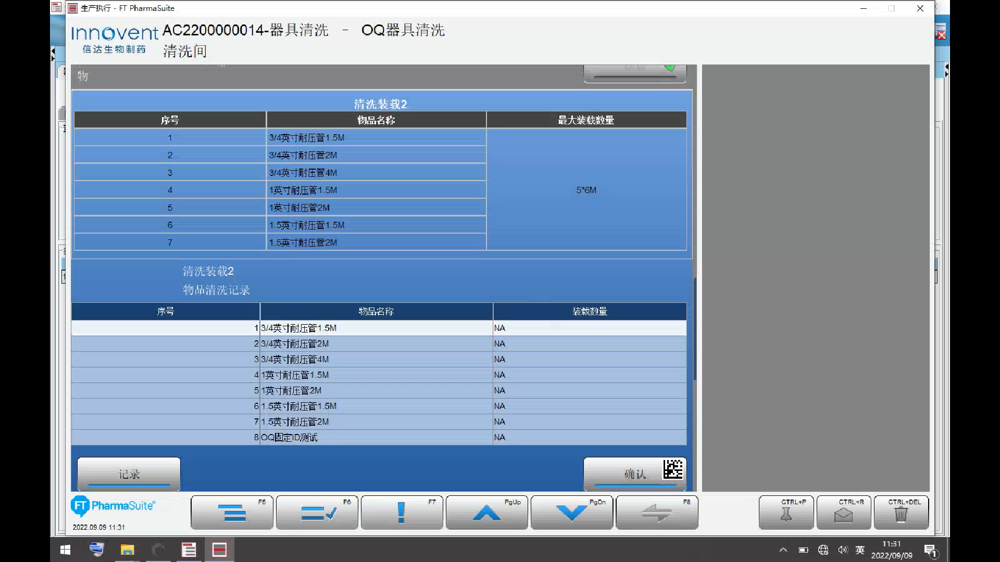 生产执行 - FT PharmaSuite
Innovent
信达生物制药
AC2200000014-器具清洗 - OQ器具清洗
清洗间
物
清洗装载2
序号 物品名称 最大装载数量
1 3/4英寸耐压管1.5M
2 3/4英寸耐压管2M
3 3/4英寸耐压管4M
4 1英寸耐压管1.5M 5*6M
5 1英寸耐压管2M
6 1.5英寸耐压管1.5M
7 1.5英寸耐压管2M
清洗装载2
物品清洗记录
序号 物品名称 装载数量
1 3/4英寸耐压管1.5M NA
2 3/4英寸耐压管2M NA
3 3/4英寸耐压管4M NA
4 1英寸耐压管1.5M NA
5 1英寸耐压管2M NA
6 1.5英寸耐压管1.5M NA
7 1.5英寸耐压管2M NA
8 OQ固定ID测试 NA
记录 确认
FT PharmaSuite®
F5 F6 F7 PgUp PgDn F8 CTRL+P CTRL+R CTRL+DEL
2022.09.09 11:31
英 11:31
2022/09/09
1